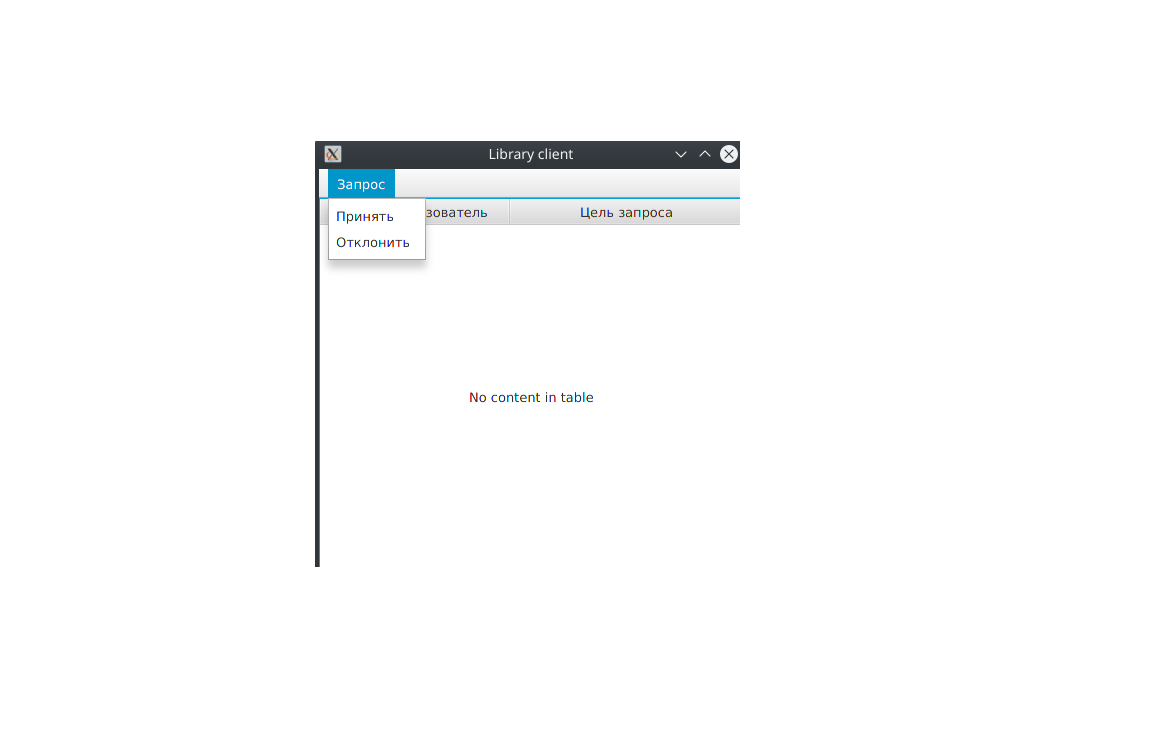 Library client
Запрос
Принять
зователь
Цель запроса
Отклонить
No content in table